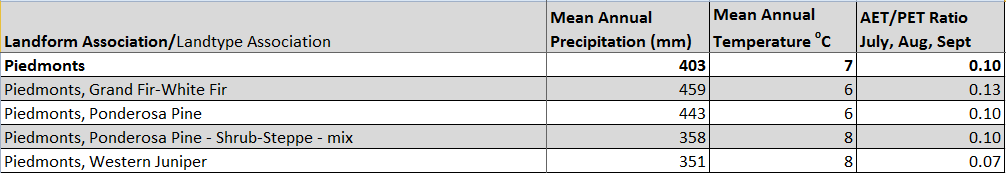 Landform Association/Landtype Association Mean Annual Precipitation (mm) Mean Annual Temperature °C AET/PET Ratio July, Aug, Sept
Piedmonts 403 7 0.10
Piedmonts, Grand Fir-White Fir 459 6 0.13
Piedmonts, Ponderosa Pine 443 6 0.10
Piedmonts, Ponderosa Pine - Shrub-Steppe - mix 358 8 0.10
Piedmonts, Western Juniper 351 8 0.07